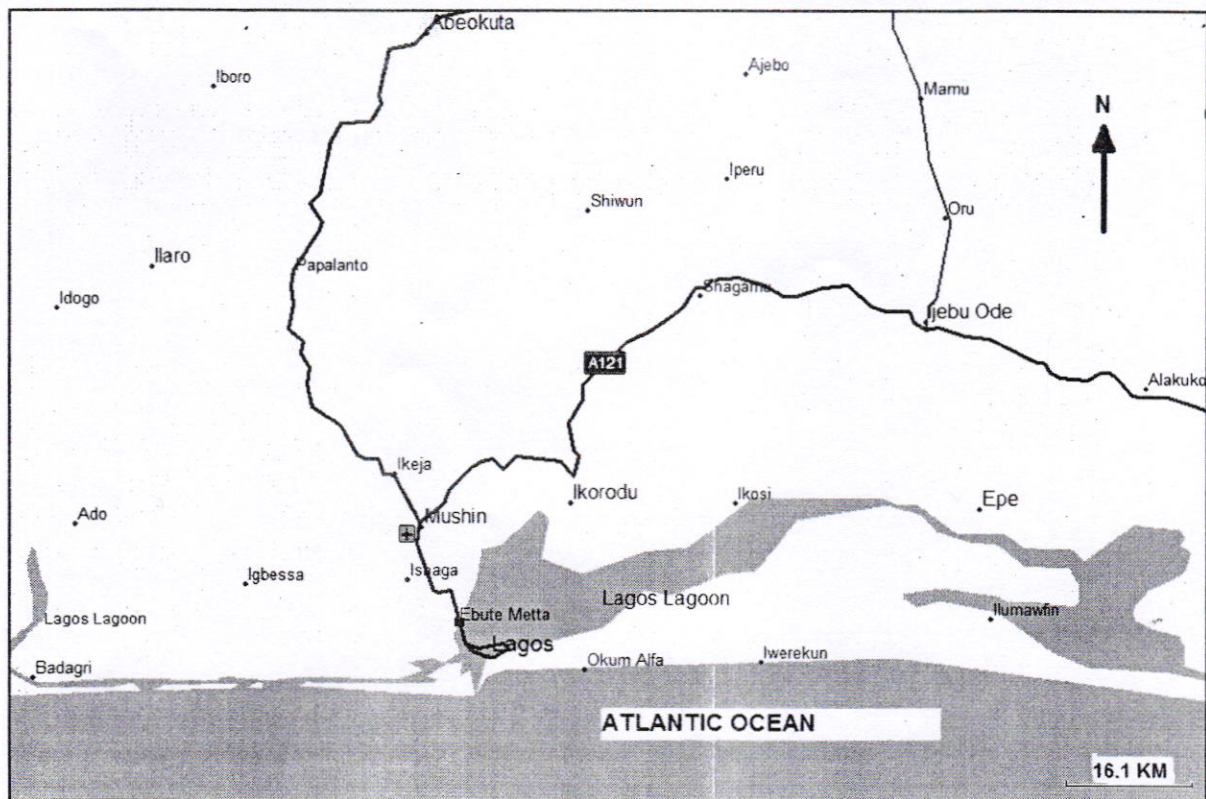 Abeokuta
Iboro
Ajebo
Mamu
N
Iperu
Shiwun
Oru
Ilaro
Papalanto
Idogo
Shagamu
Ijebu Ode
A121
Alakuko
Ikeja
Ikorodu
Ikosi
Epe
Ado
Mushin
Igbessa
Isnaga
Lagos Lagoon
Lagos Lagoon
Ebute Metta
Ilumawfin
Lagos
Badagri
Okum Alfa
Iwerekun
ATLANTIC OCEAN
16.1 KM